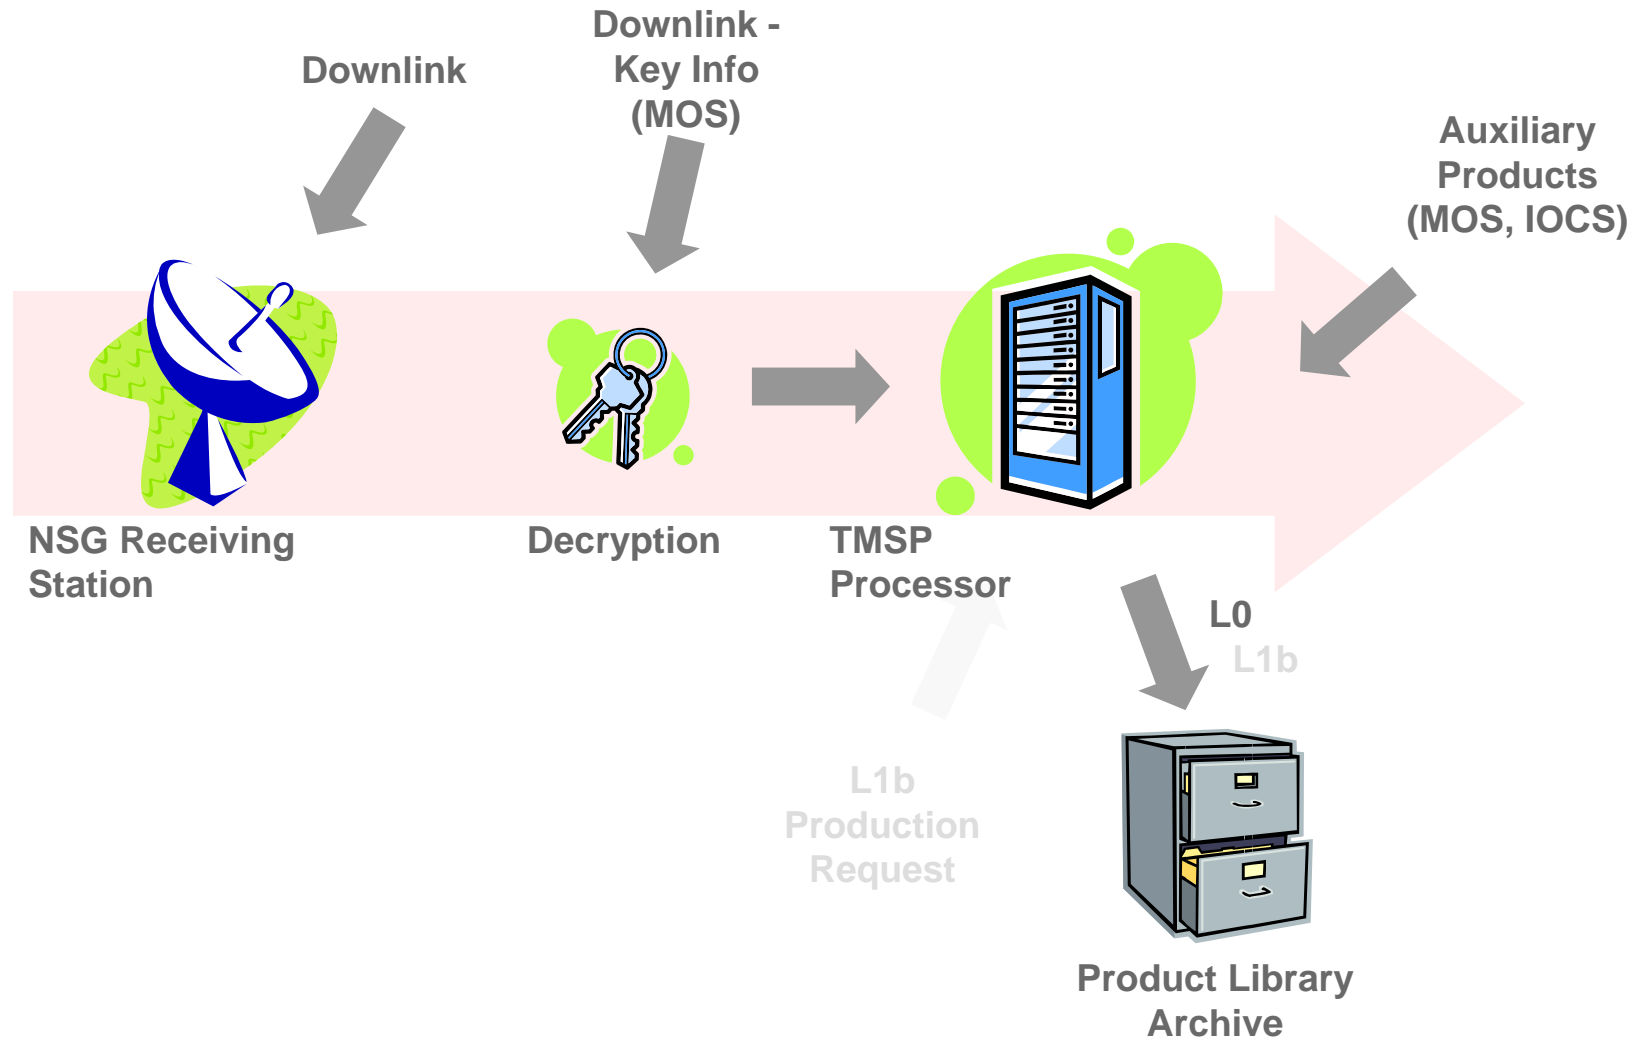 Downlink
Downlink -
Key Info
(MOS)
Auxiliary
Products
(MOS, IOCS)
NSG Receiving
Station
Decryption
TMSP
Processor
L0
L1b
L1b
Production
Request
Product Library
Archive